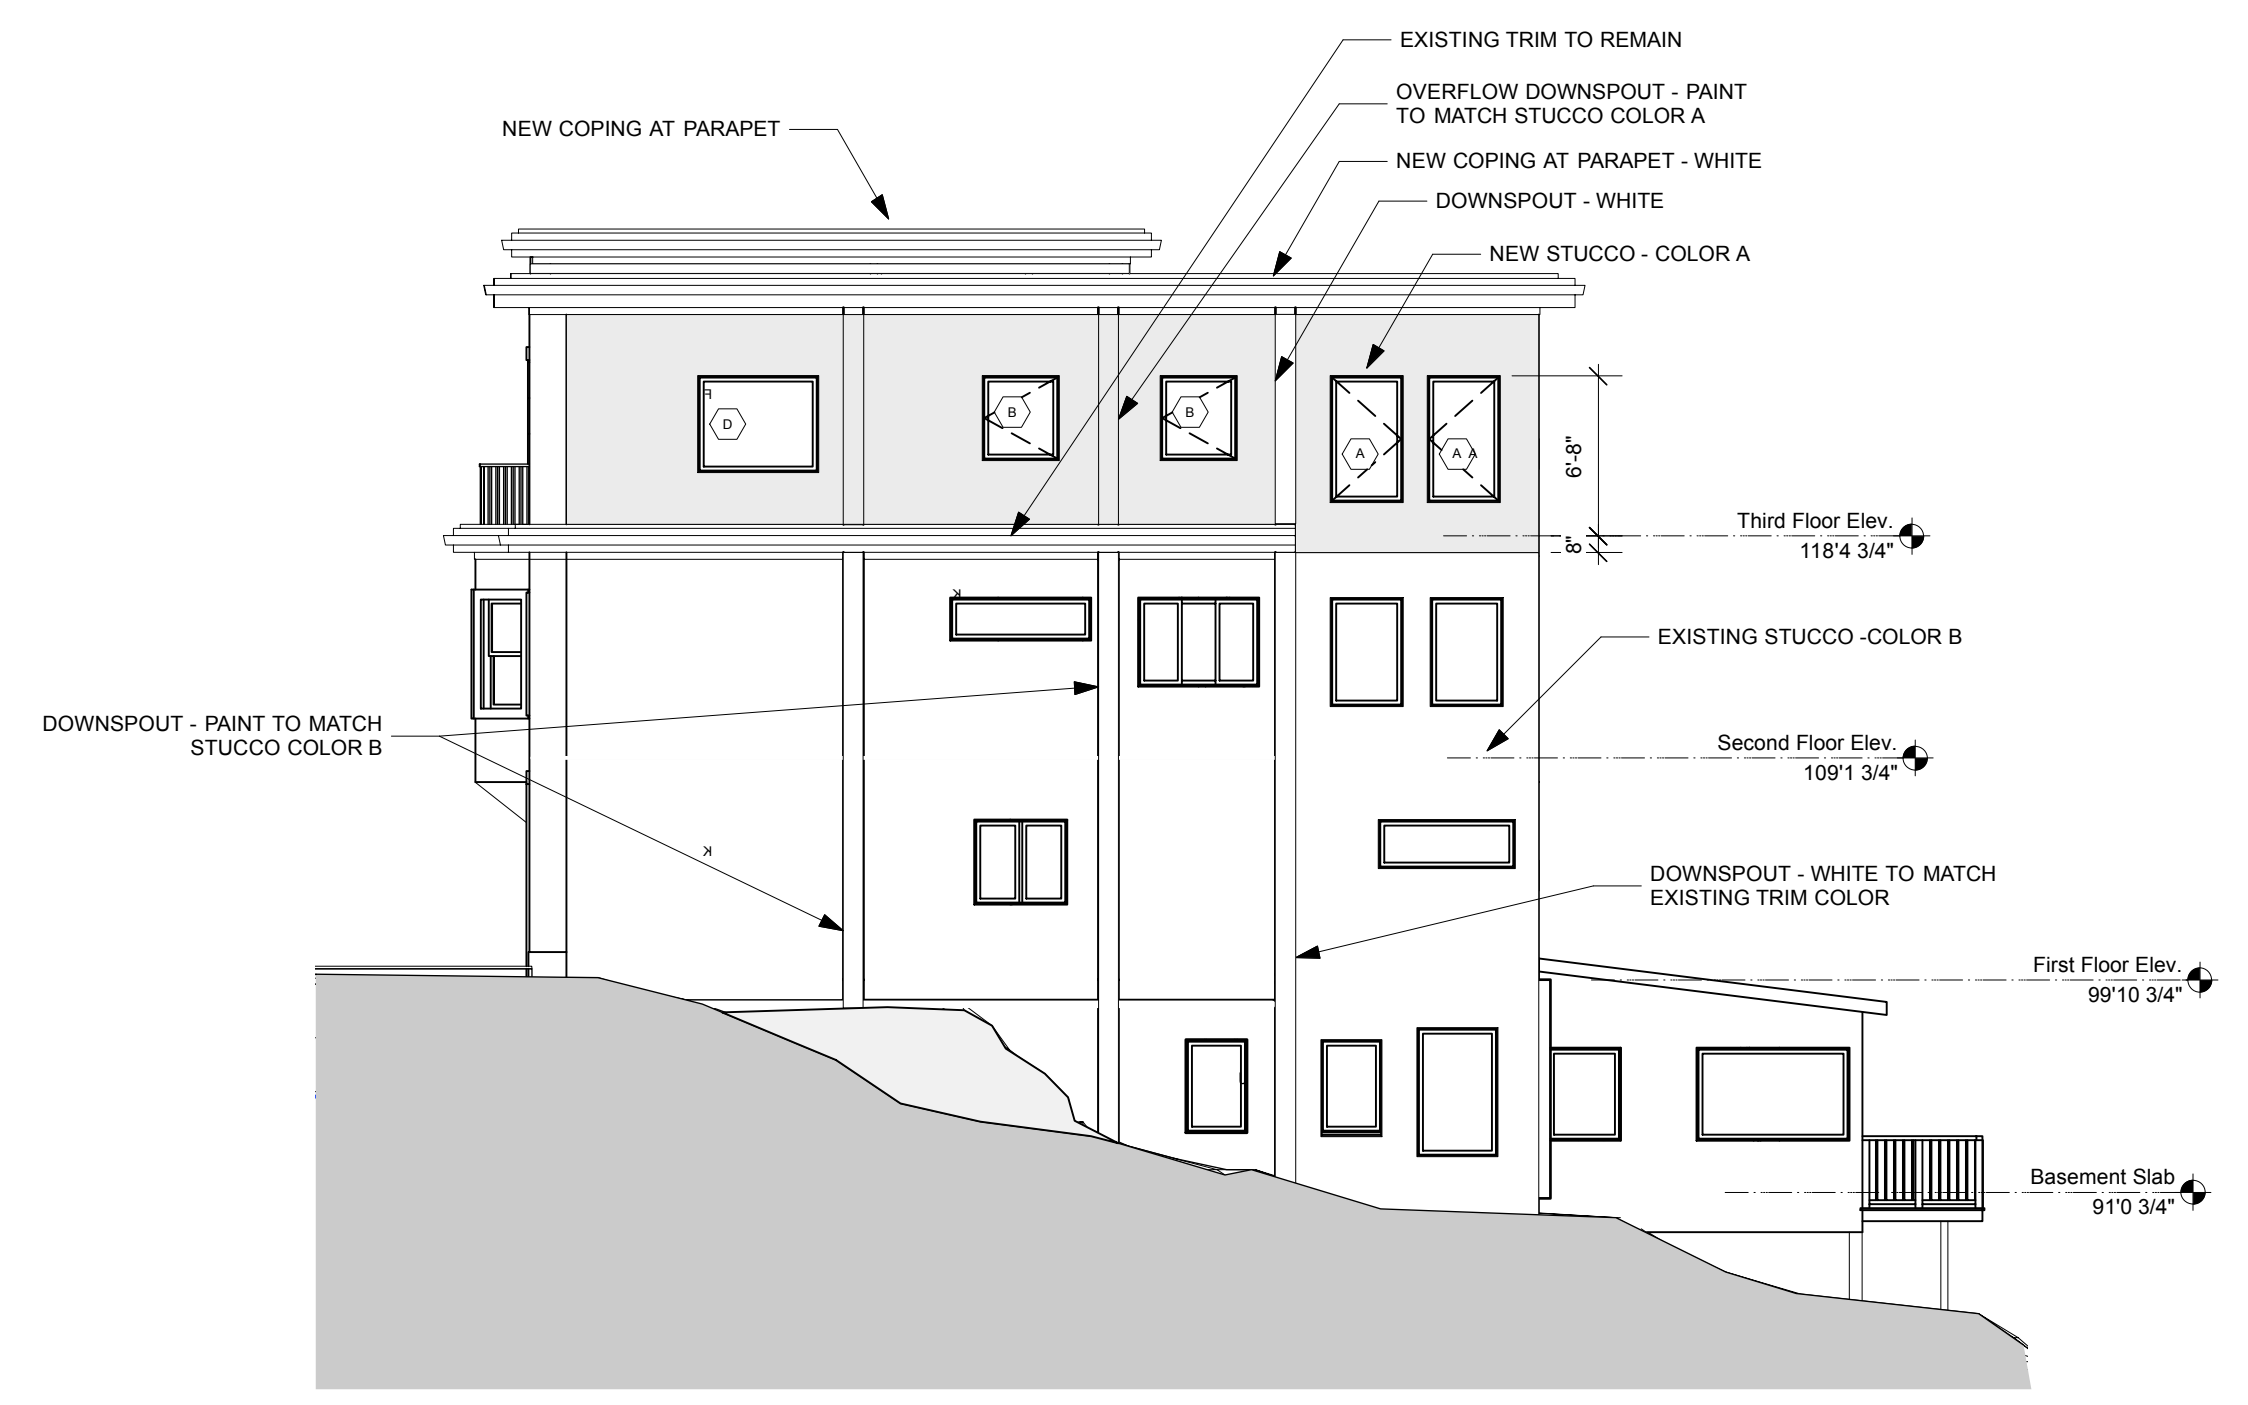 EXISTING TRIM TO REMAIN
OVERFLOW DOWNSPOUT - PAINT
TO MATCH STUCCO COLOR A
NEW COPING AT PARAPET
NEW COPING AT PARAPET - WHITE
DOWNSPOUT - WHITE
NEW STUCCO - COLOR A
F
D
B
B
A
A A
6'-8"
8"
Third Floor Elev.
118'4 3/4"
K
EXISTING STUCCO -COLOR B
DOWNSPOUT - PAINT TO MATCH
STUCCO COLOR B
Second Floor Elev.
109'1 3/4"
K
DOWNSPOUT - WHITE TO MATCH
EXISTING TRIM COLOR
First Floor Elev.
99'10 3/4"
Basement Slab
91'0 3/4"